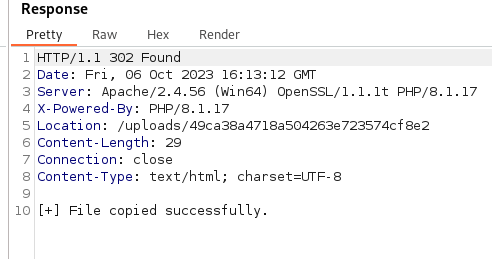 Response
Pretty Raw Hex Render
1 HTTP/1.1 302 Found
2 Date: Fri, 06 Oct 2023 16:13:12 GMT
3 Server: Apache/2.4.56 (Win64) OpenSSL/1.1.1t PHP/8.1.17
4 X-Powered-By: PHP/8.1.17
5 Location: /uploads/49ca38a4718a504263e723574cf8e2
6 Content-Length: 29
7 Connection: close
8 Content-Type: text/html; charset=UTF-8
9
10 [+] File copied successfully.